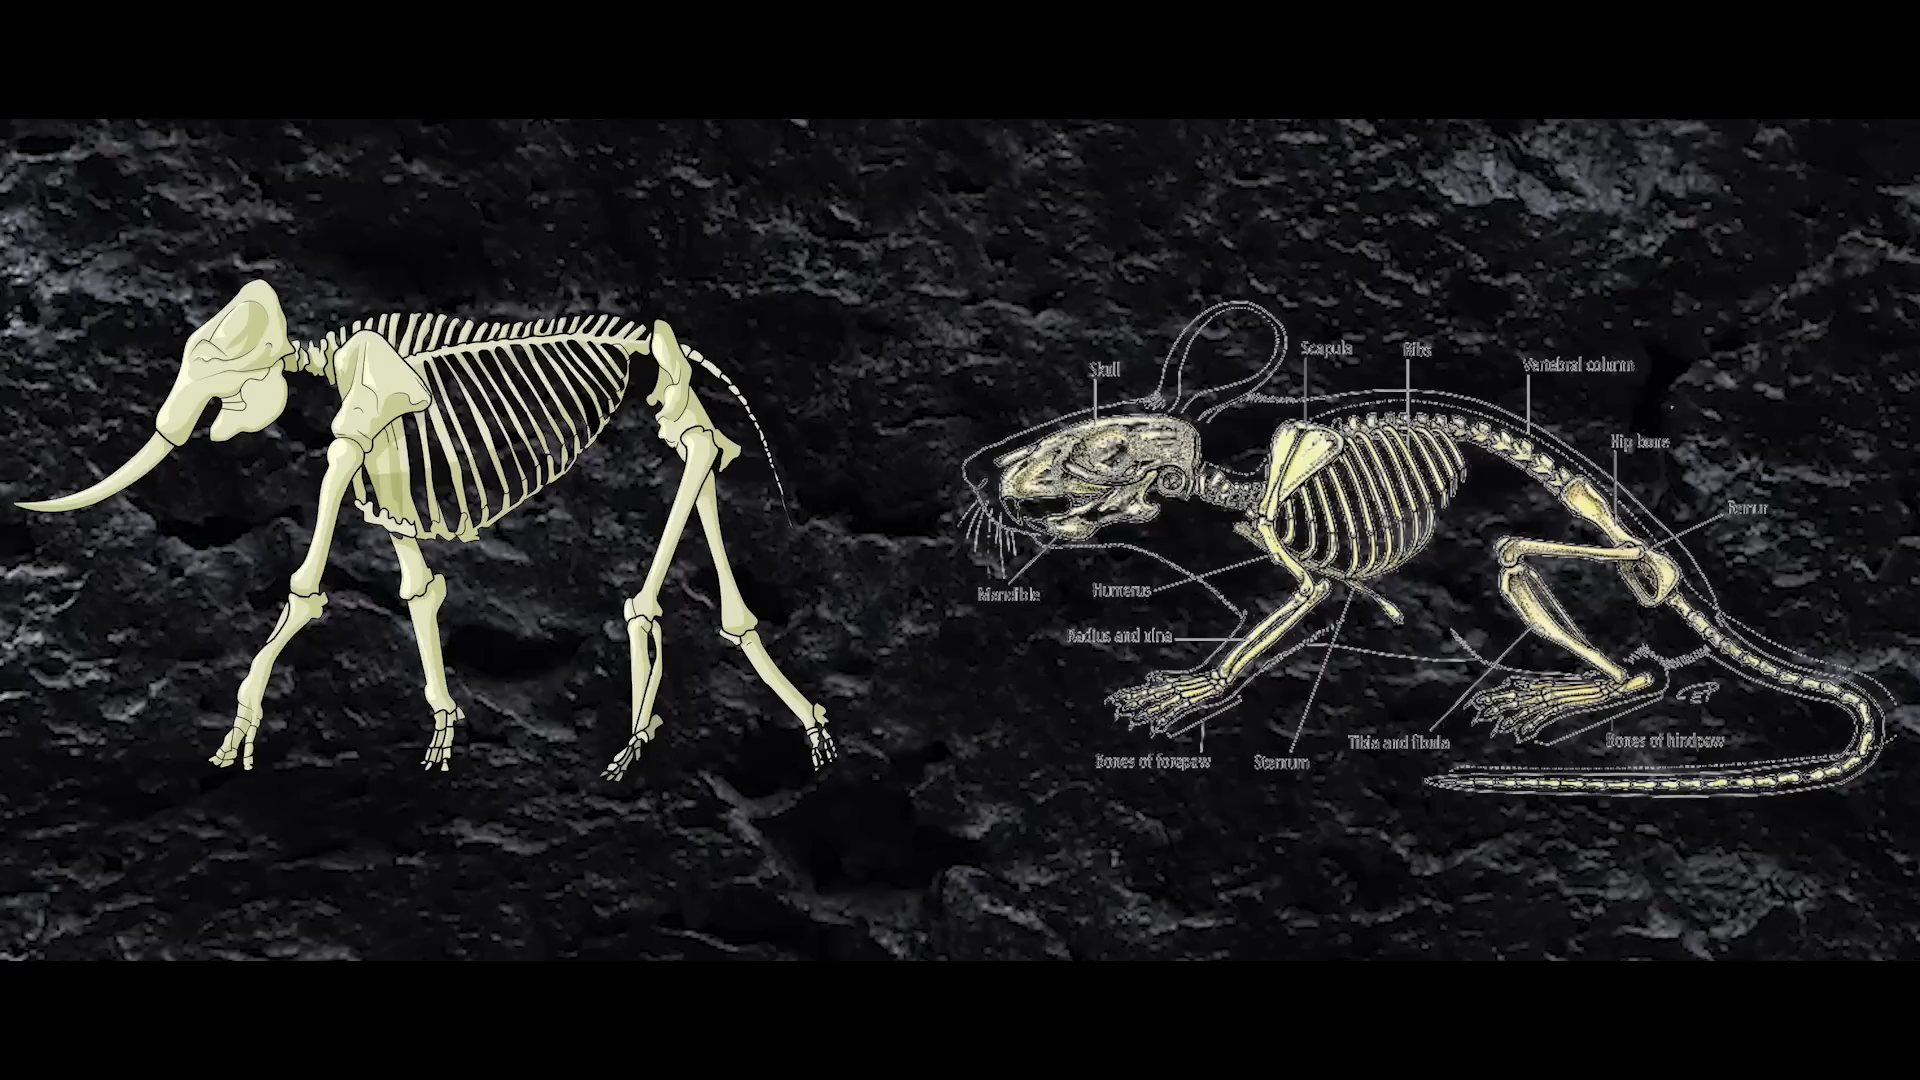 Scapula
Ribs
Skull
Vertebral column
Hip bone
Femur
Mandible
Humerus
Radius and ulna
Bones of forepaw
Sternum
Tibia and fibula
Bones of hindpaw